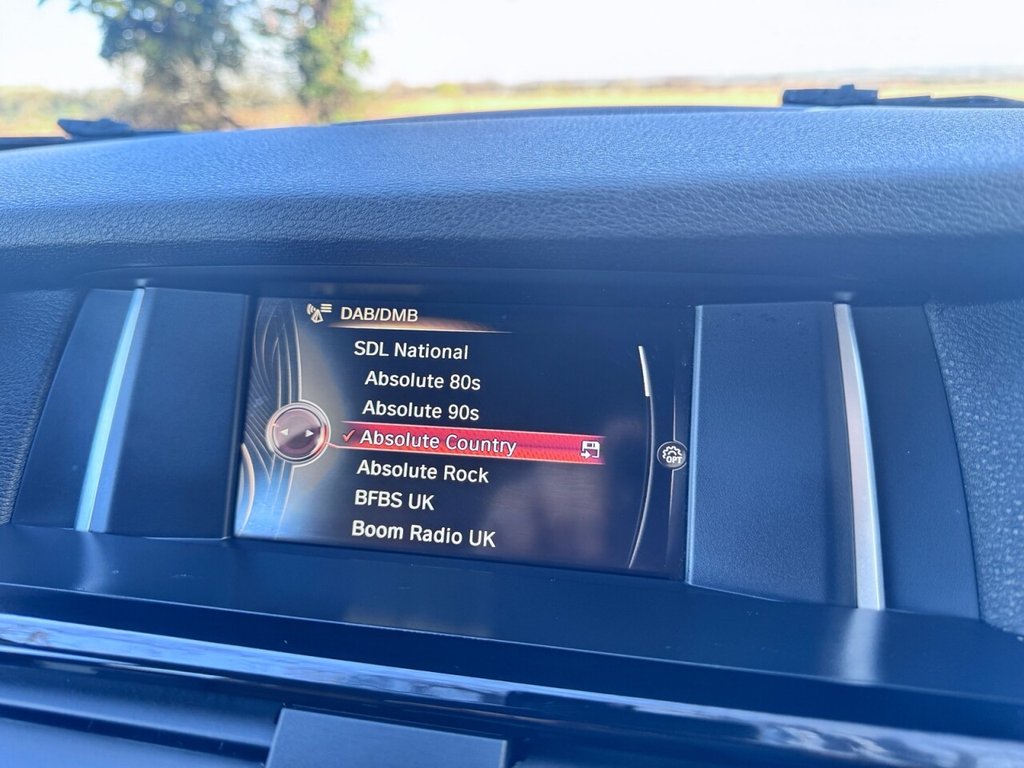 DAB/DMB
SDL National
Absolute 80s
Absolute 90s
✓ Absolute Country
OPT
Absolute Rock
BFBS UK
Boom Radio UK